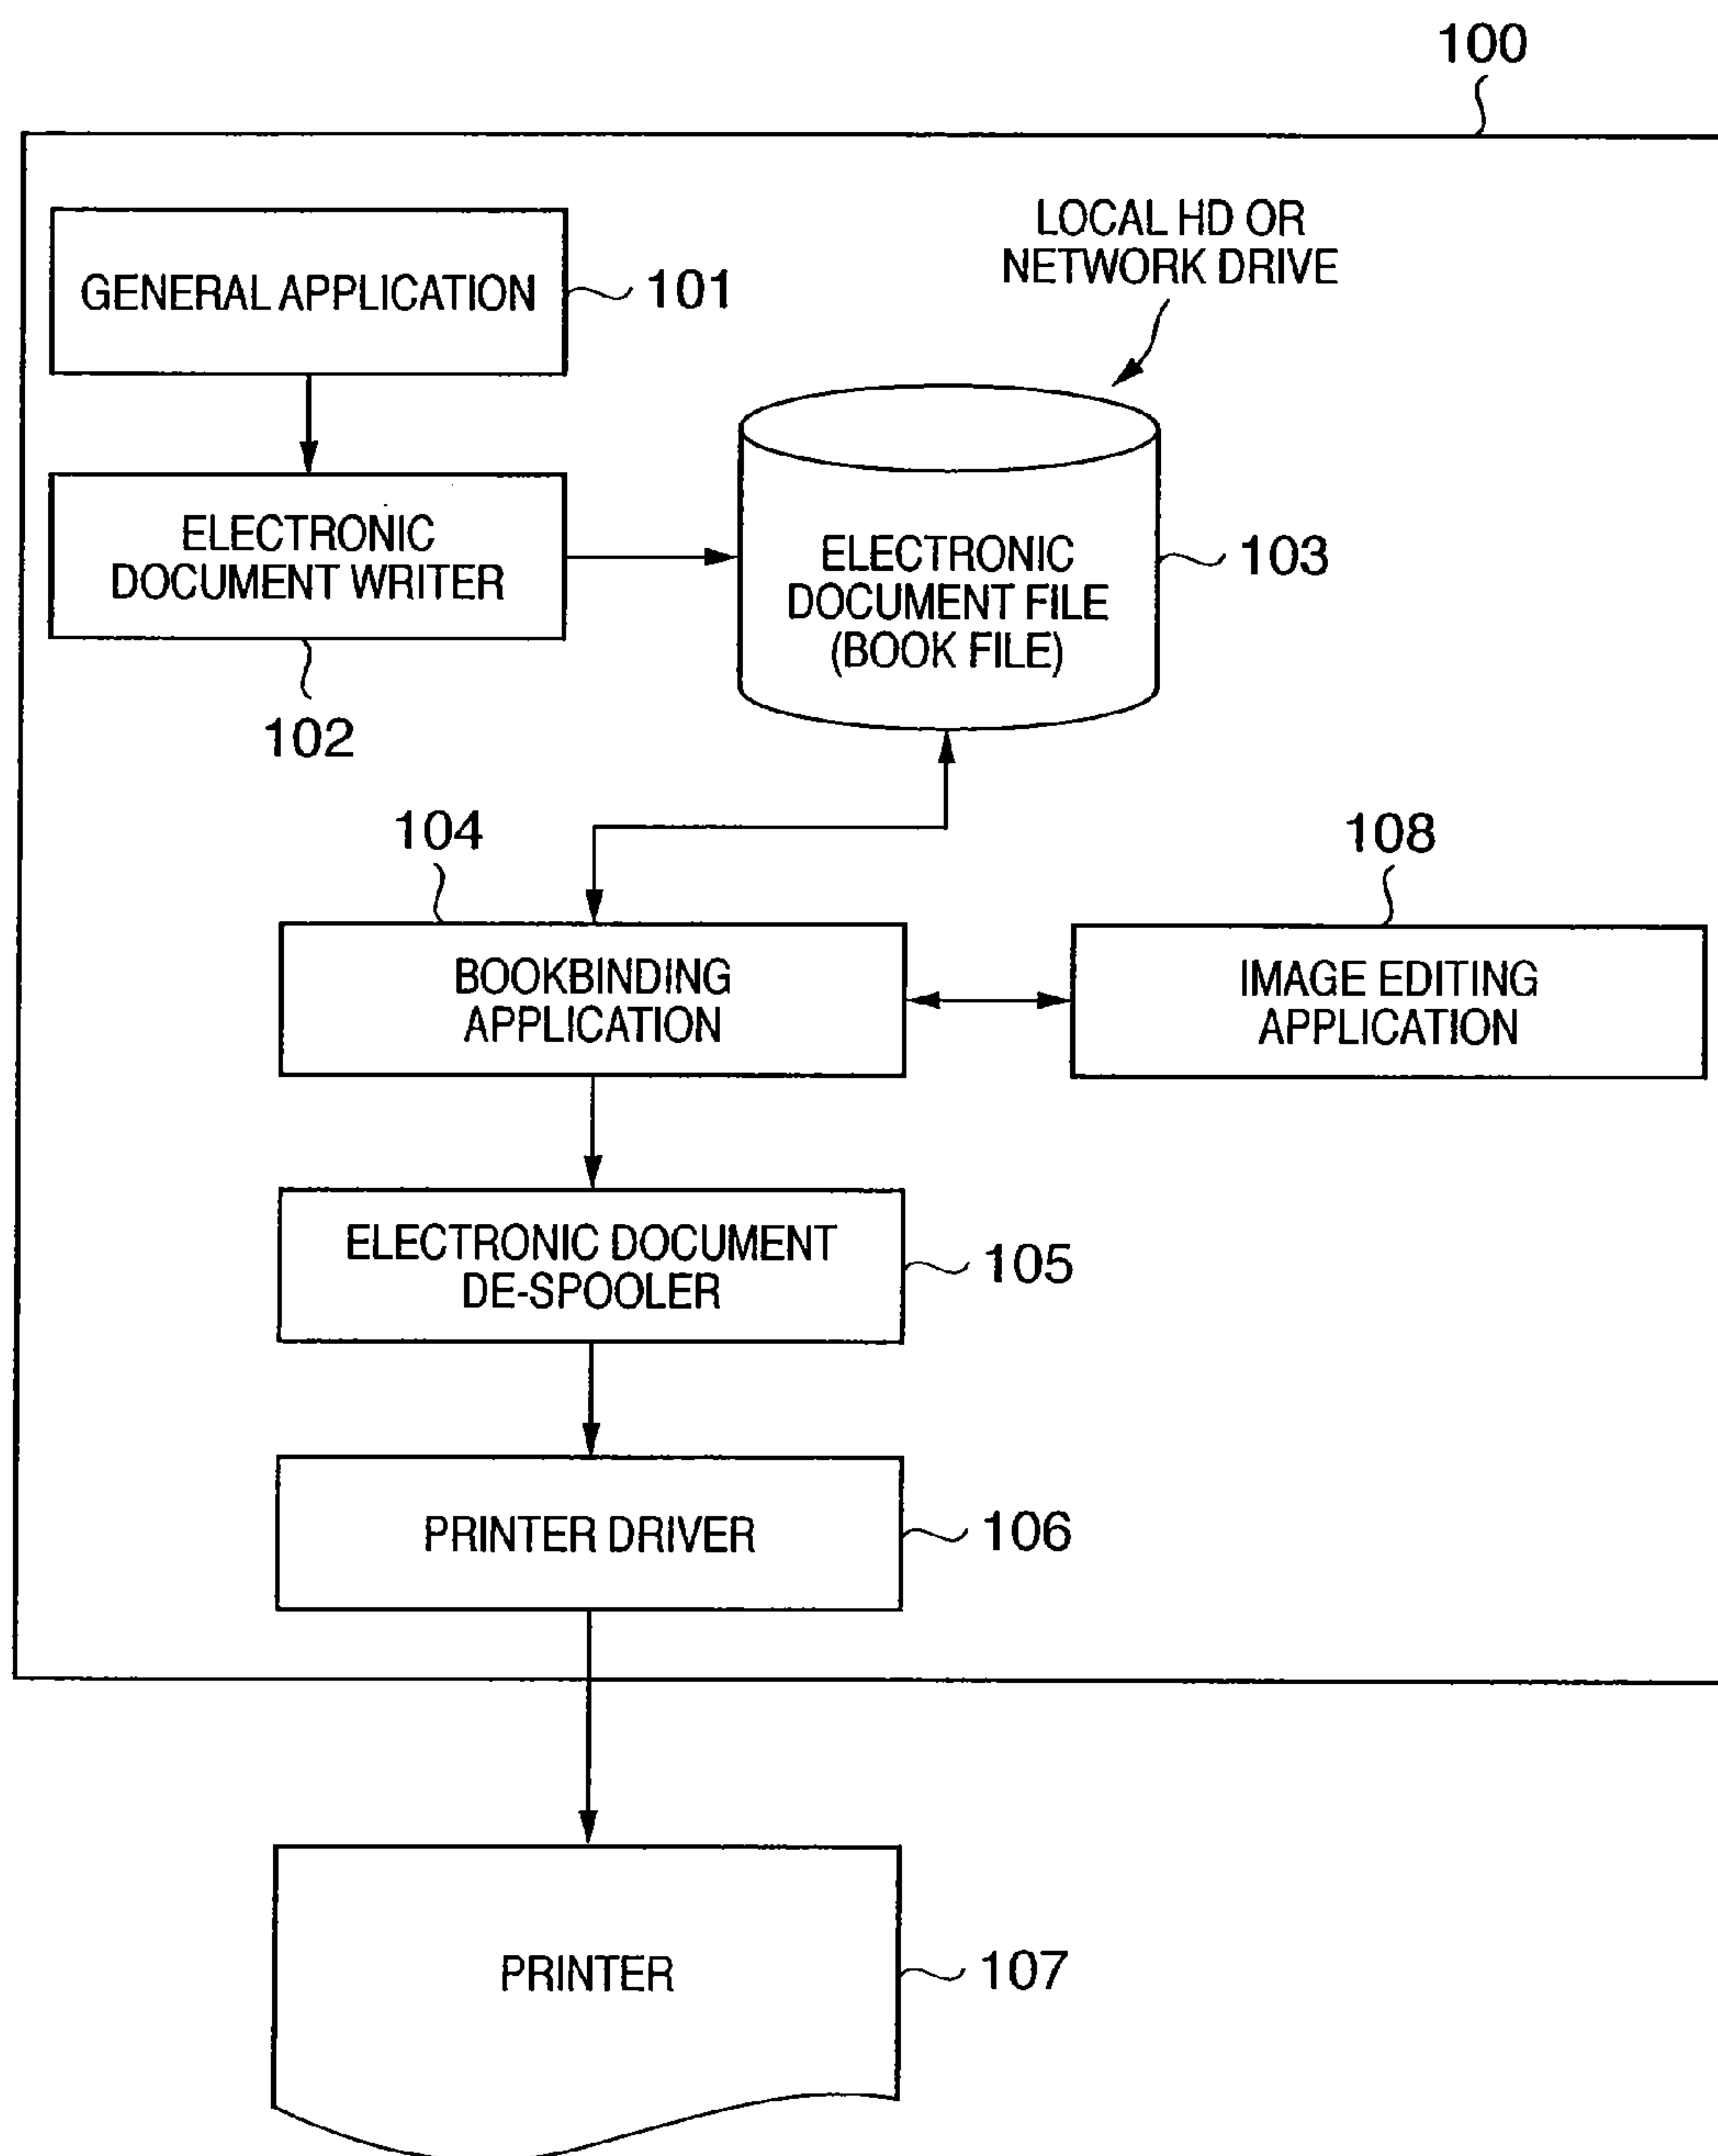 100
LOCAL HD OR
NETWORK DRIVE
GENERAL APPLICATION
101
ELECTRONIC
DOCUMENT WRITER
102
ELECTRONIC
DOCUMENT FILE
(BOOK FILE)
103
104
108
BOOKBINDING
APPLICATION
IMAGE EDITING
APPLICATION
ELECTRONIC DOCUMENT
DE-SPOOLER
105
PRINTER DRIVER
106
PRINTER
107